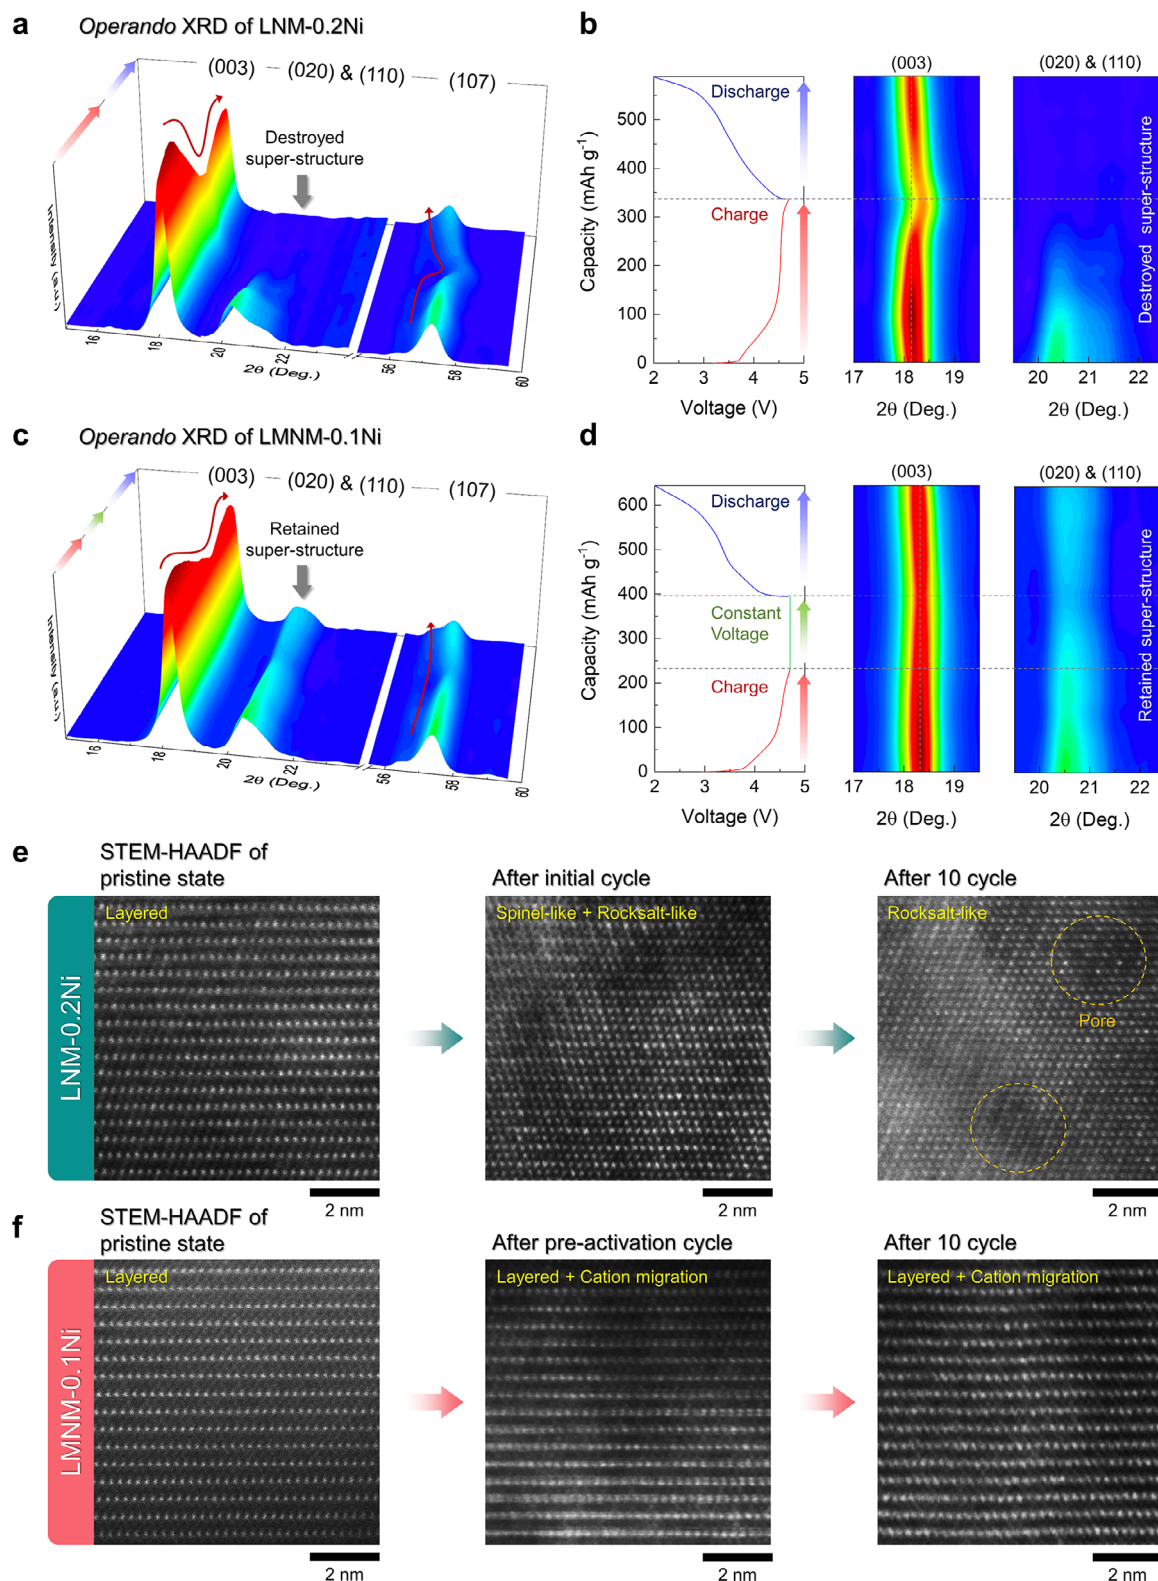 a Operando XRD of LNM-0.2Ni
(003) (020) & (110) (107)
Destroyed
super-structure
Intensity (a.u.)
16 18 20 22 56 58 60
2θ (Deg.)
b
(003) (020) & (110)
Discharge
Charge
Capacity (mAh g-1)
500
400
300
200
100
0
2 3 4 5
Voltage (V)
17 18 19
2θ (Deg.)
20 21 22
2θ (Deg.)
Destroyed super-structure
c Operando XRD of LMNM-0.1Ni
(003) (020) & (110) (107)
Retained
super-structure
Intensity (a.u.)
16 18 20 22 56 58 60
2θ (Deg.)
d
(003) (020) & (110)
Discharge
Constant
Voltage
Charge
Capacity (mAh g-1)
600
500
400
300
200
100
0
2 3 4 5
Voltage (V)
17 18 19
2θ (Deg.)
20 21 22
2θ (Deg.)
Retained super-structure
e
STEM-HAADF of
pristine state
After initial cycle
After 10 cycle
LNM-0.2Ni
Layered
Spinel-like + Rocksalt-like
Rocksalt-like
Pore
2 nm
2 nm
2 nm
f
STEM-HAADF of
pristine state
After pre-activation cycle
After 10 cycle
LMNM-0.1Ni
Layered
Layered + Cation migration
Layered + Cation migration
2 nm
2 nm
2 nm